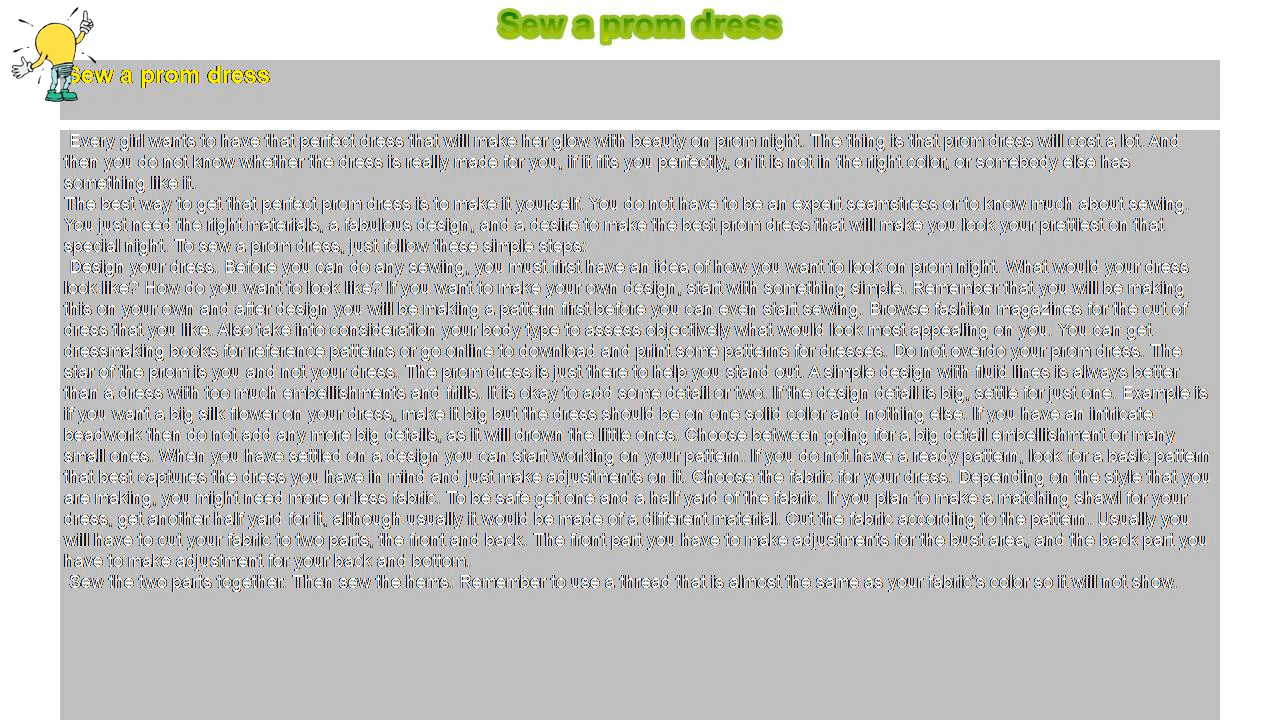 Sew a prom dress
Sew a prom dress
Every girl wants to have that perfect dress that will make her glow with beauty on prom night. The thing is that prom dress will cost a lot. And
then you do not know whether the dress is really made for you, if it fits you perfectly, or it is not in the right color, or somebody else has
something like it.
The best way to get that perfect prom dress is to make it yourself. You do not have to be an expert seamstress or to know much about sewing.
You just need the right materials, a fabulous design, and a desire to make the best prom dress that will make you look your prettiest on that
special night. To sew a prom dress, just follow these simple steps:
Design your dress. Before you can do any sewing, you must first have an idea of how you want to look on prom night. What would your dress
look like? How do you want to look like? If you want to make your own design, start with something simple. Remember that you will be making
this on your own and after design you will be making a pattern first before you can even start sewing. Browse fashion magazines for the cut of
dress that you like. Also take into consideration your body type to assess objectively what would look most appealing on you. You can get
dressmaking books for reference patterns or go online to download and print some patterns for dresses. Do not overdo your prom dress. The
star of the prom is you and not your dress. The prom dress is just there to help you stand out. A simple design with fluid lines is always better
than a dress with too much embellishments and frills. It is okay to add some detail or two. If the design detail is big, settle for just one. Example is
if you want a big silk flower on your dress, make it big but the dress should be on one solid color and nothing else. If you have an intricate
beadwork then do not add any more big details, as it will drown the little ones. Choose between going for a big detail embellishment or many
small ones. When you have settled on a design you can start working on your pattern. If you do not have a ready pattern, look for a basic pattern
that best captures the dress you have in mind and just make adjustments on it. Choose the fabric for your dress. Depending on the style that you
are making, you might need more or less fabric. To be safe get one and a half yard of the fabric. If you plan to make a matching shawl for your
dress, get another half yard for it, although usually it would be made of a different material. Cut the fabric according to the pattern. Usually you
will have to cut your fabric to two parts, the front and back. The front part you have to make adjustments for the bust area, and the back part you
have to make adjustment for your back and bottom.
Sew the two parts together. Then sew the hems. Remember to use a thread that is almost the same as your fabric's color so it will not show.